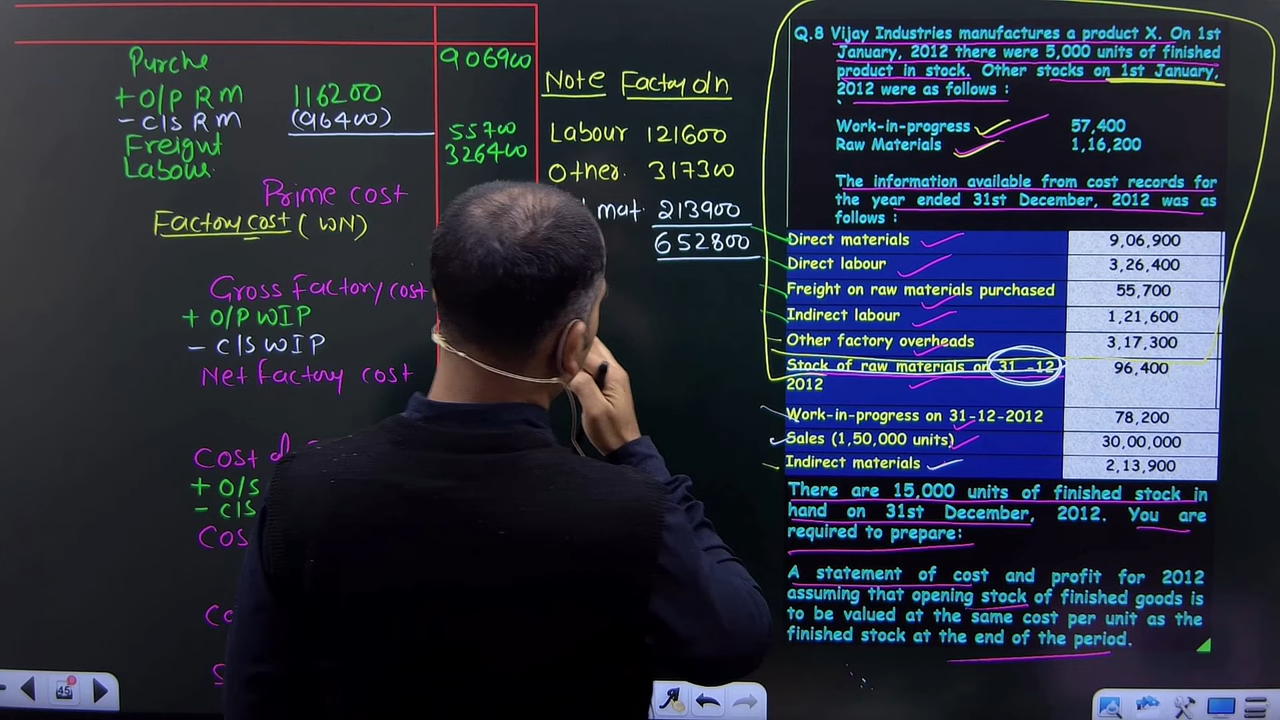 Purche 906900
+ O/P R M 116200
- C/S R M (96400)
Freight 55700
Labour 326400
Prime cost
Factory cost (WN)
Gross factory cost
+ O/P WIP
- C/S WIP
Net factory cost
Cost
+ O/S
- C/S
Note Factory o/n
Labour 121600
Other. 317300
mat. 213900
652800
Q.8 Vijay Industries manufactures a product X. On 1st
January, 2012 there were 5,000 units of finished
product in stock. Other stocks on 1st January,
2012 were as follows :
Work-in-progress 57,400
Raw Materials 1,16,200
The information available from cost records for
the year ended 31st December, 2012 was as
follows :
Direct materials 9,06,900
Direct labour 3,26,400
Freight on raw materials purchased 55,700
Indirect labour 1,21,600
Other factory overheads 3,17,300
Stock of raw materials on 31 -12
2012 96,400
Work-in-progress on 31-12-2012 78,200
Sales (1,50,000 units) 30,00,000
Indirect materials 2,13,900
There are 15,000 units of finished stock in
hand on 31st December, 2012. You are
required to prepare:
A statement of cost and profit for 2012
assuming that opening stock of finished goods is
to be valued at the same cost per unit as the
finished stock at the end of the period.
45